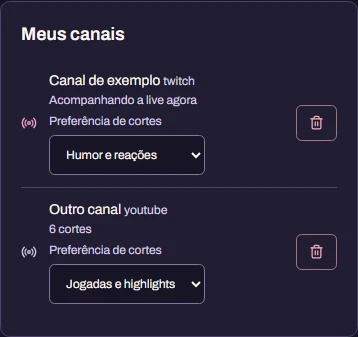 Meus canais
Canal de exemplo twitch
Acompanhando a live agora
Preferência de cortes
Humor e reações
Outro canal youtube
6 cortes
Preferência de cortes
Jogadas e highlights